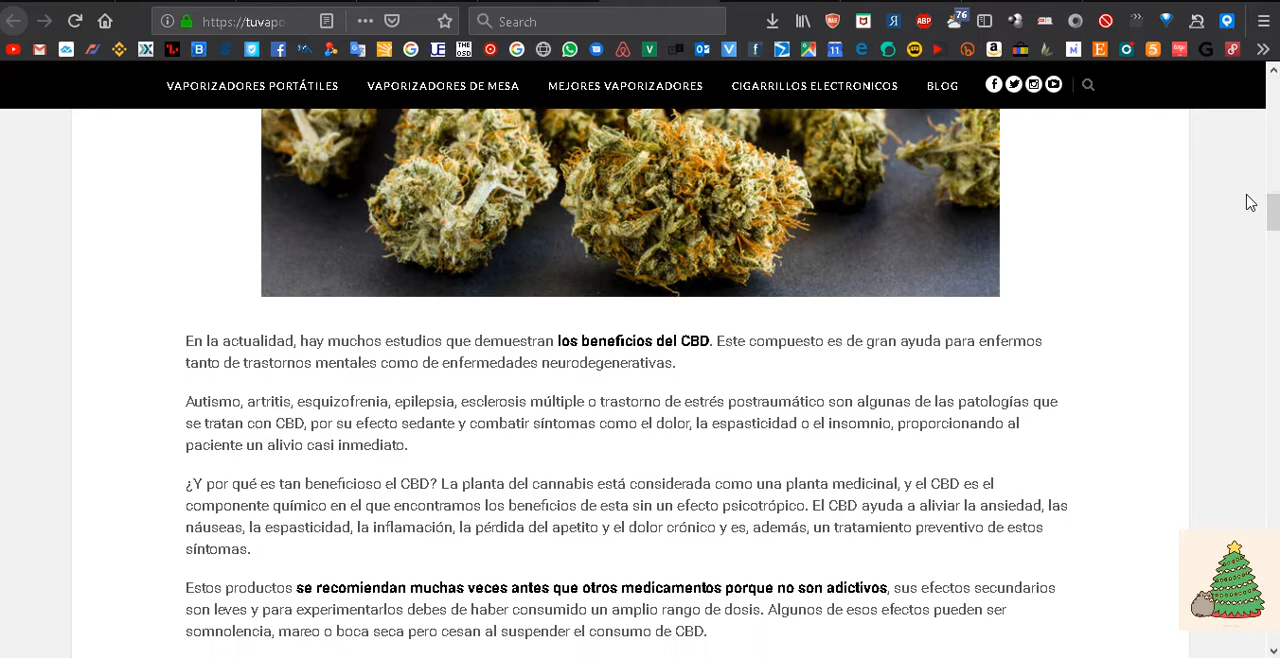 https://tuvapo
Search
76
ABP
THE OSD
11
VAPORIZADORES PORTÁTILES VAPORIZADORES DE MESA MEJORES VAPORIZADORES CIGARRILLOS ELECTRONICOS BLOG
En la actualidad, hay muchos estudios que demuestran los beneficios del CBD. Este compuesto es de gran ayuda para enfermos
tanto de trastornos mentales como de enfermedades neurodegenerativas.
Autismo, artritis, esquizofrenia, epilepsia, esclerosis múltiple o trastorno de estrés postraumático son algunas de las patologías que
se tratan con CBD, por su efecto sedante y combatir síntomas como el dolor, la espasticidad o el insomnio, proporcionando al
paciente un alivio casi inmediato.
¿Y por qué es tan beneficioso el CBD? La planta del cannabis está considerada como una planta medicinal, y el CBD es el
componente químico en el que encontramos los beneficios de esta sin un efecto psicotrópico. El CBD ayuda a aliviar la ansiedad, las
náuseas, la espasticidad, la inflamación, la pérdida del apetito y el dolor crónico y es, además, un tratamiento preventivo de estos
síntomas.
Estos productos se recomiendan muchas veces antes que otros medicamentos porque no son adictivos, sus efectos secundarios
son leves y para experimentarlos debes de haber consumido un amplio rango de dosis. Algunos de esos efectos pueden ser
somnolencia, mareo o boca seca pero cesan al suspender el consumo de CBD.